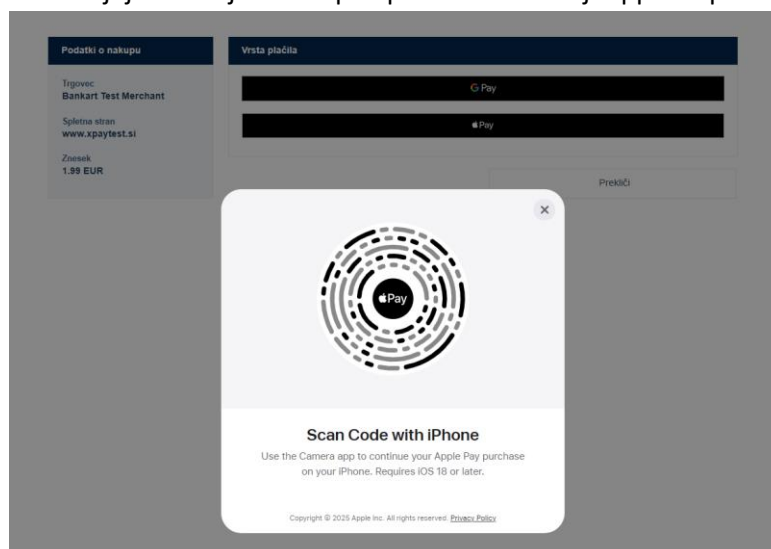 Podatki o nakupu
Trgovec
Bankart Test Merchant
Spletna stran
www.xpaytest.si
Znesek
1.99 EUR
Vrsta plačila
G Pay
Pay
Prekliči
Pay
Scan Code with iPhone
Use the Camera app to continue your Apple Pay purchase
on your iPhone. Requires iOS 18 or later.
Copyright © 2025 Apple Inc. All rights reserved. Privacy Policy